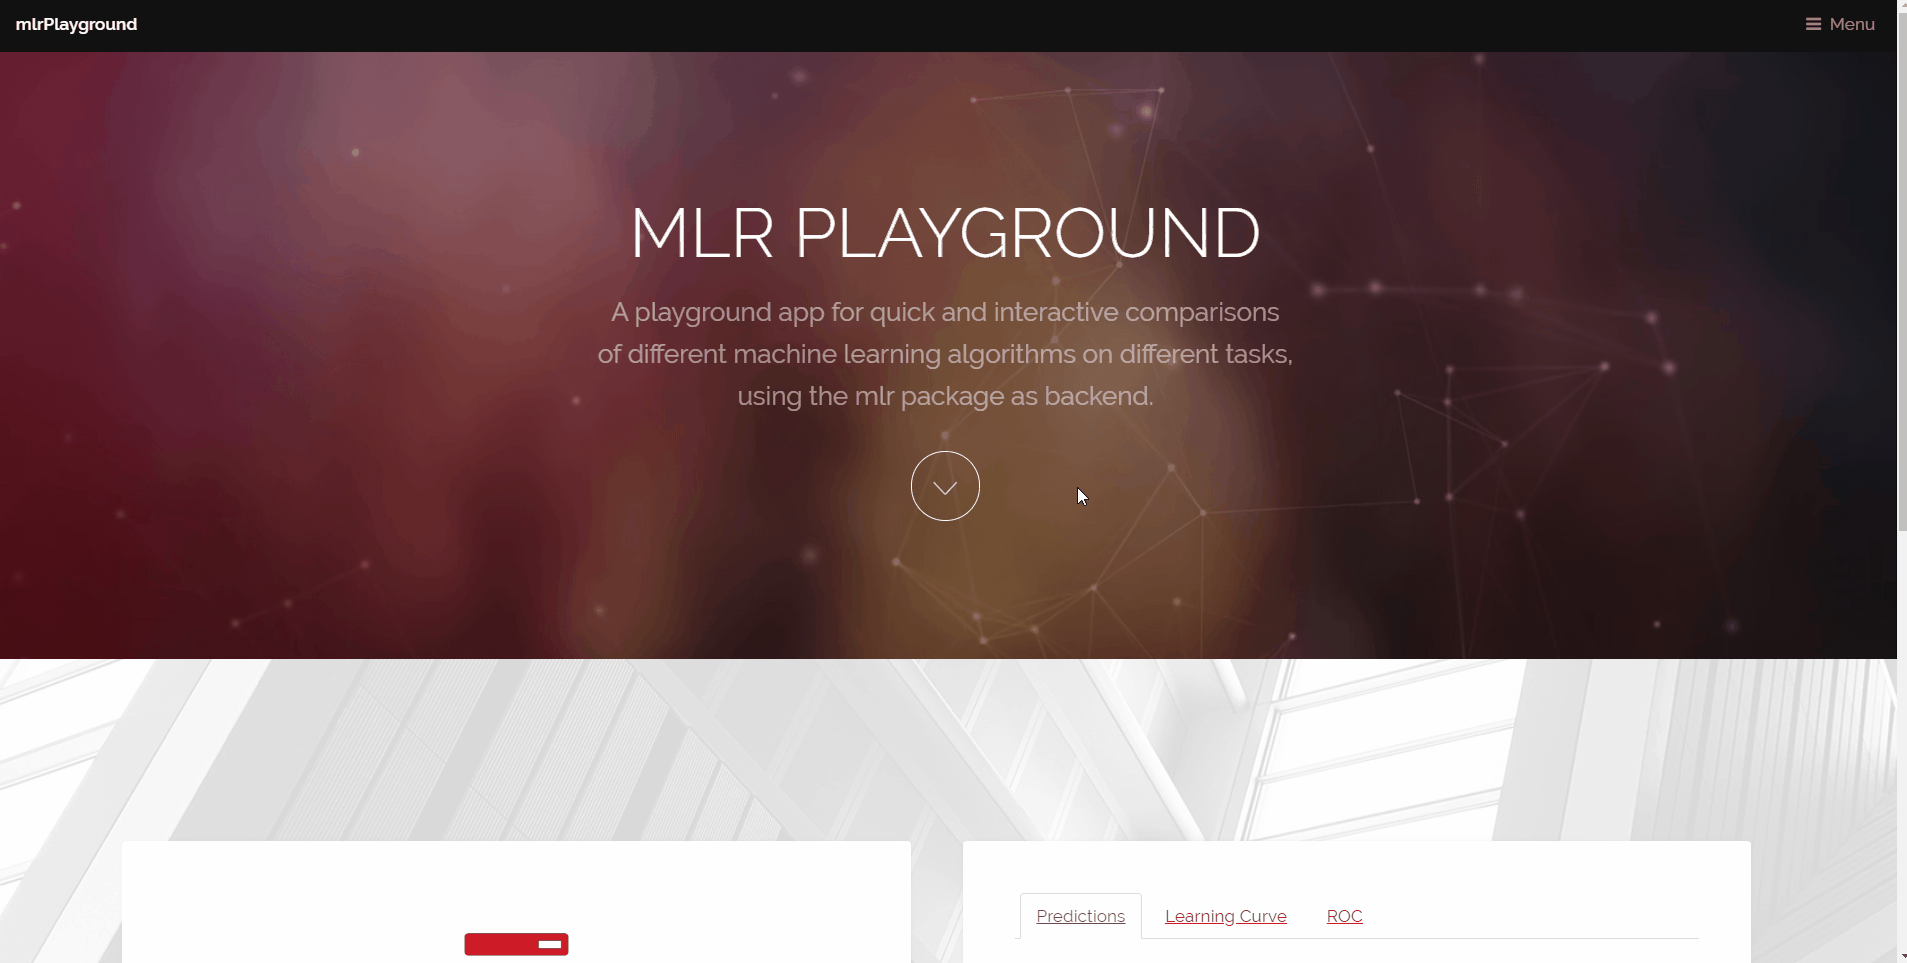 mlrPlayground
Menu
MLR PLAYGROUND
A playground app for quick and interactive comparisons
of different machine learning algorithms on different tasks,
using the mlr package as backend.
Predictions
Learning Curve
ROC